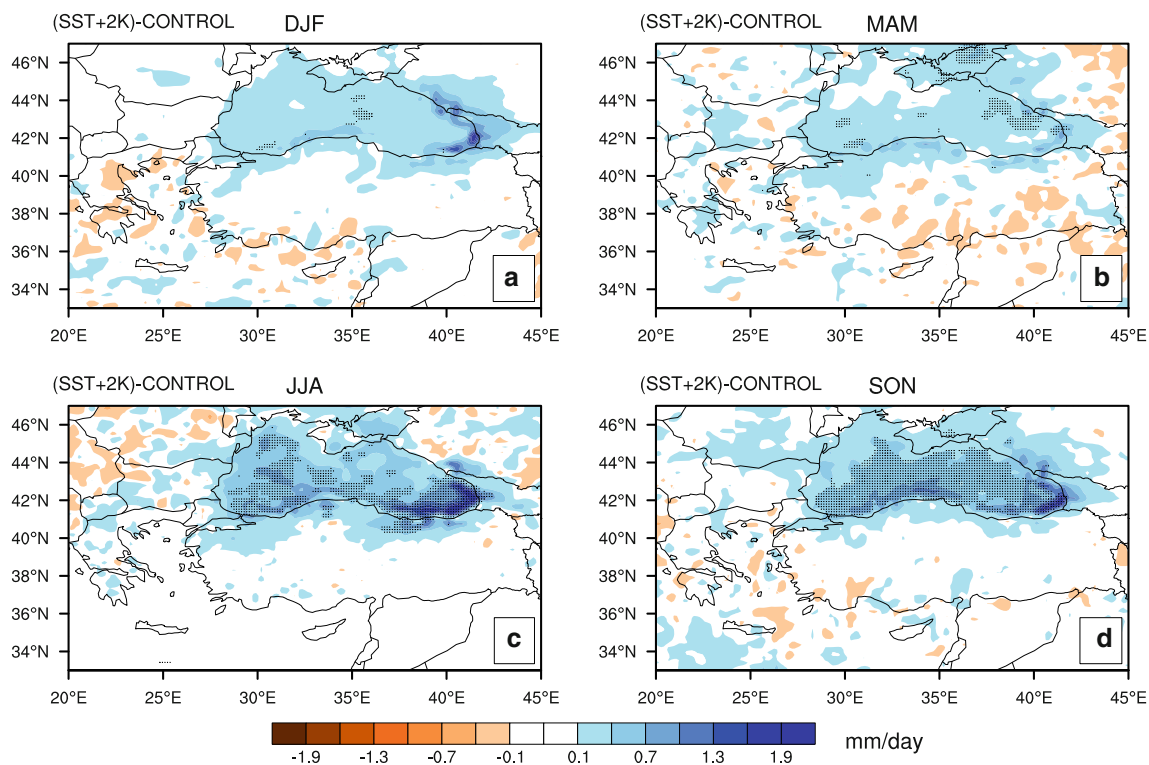 (SST+2K)-CONTROL DJF
46°N
44°N
42°N
40°N
38°N
36°N
34°N
a
20°E 25°E 30°E 35°E 40°E 45°E
(SST+2K)-CONTROL MAM
46°N
44°N
42°N
40°N
38°N
36°N
34°N
b
20°E 25°E 30°E 35°E 40°E 45°E
(SST+2K)-CONTROL JJA
46°N
44°N
42°N
40°N
38°N
36°N
34°N
c
20°E 25°E 30°E 35°E 40°E 45°E
(SST+2K)-CONTROL SON
46°N
44°N
42°N
40°N
38°N
36°N
34°N
d
20°E 25°E 30°E 35°E 40°E 45°E
-1.9 -1.3 -0.7 -0.1 0.1 0.7 1.3 1.9 mm/day